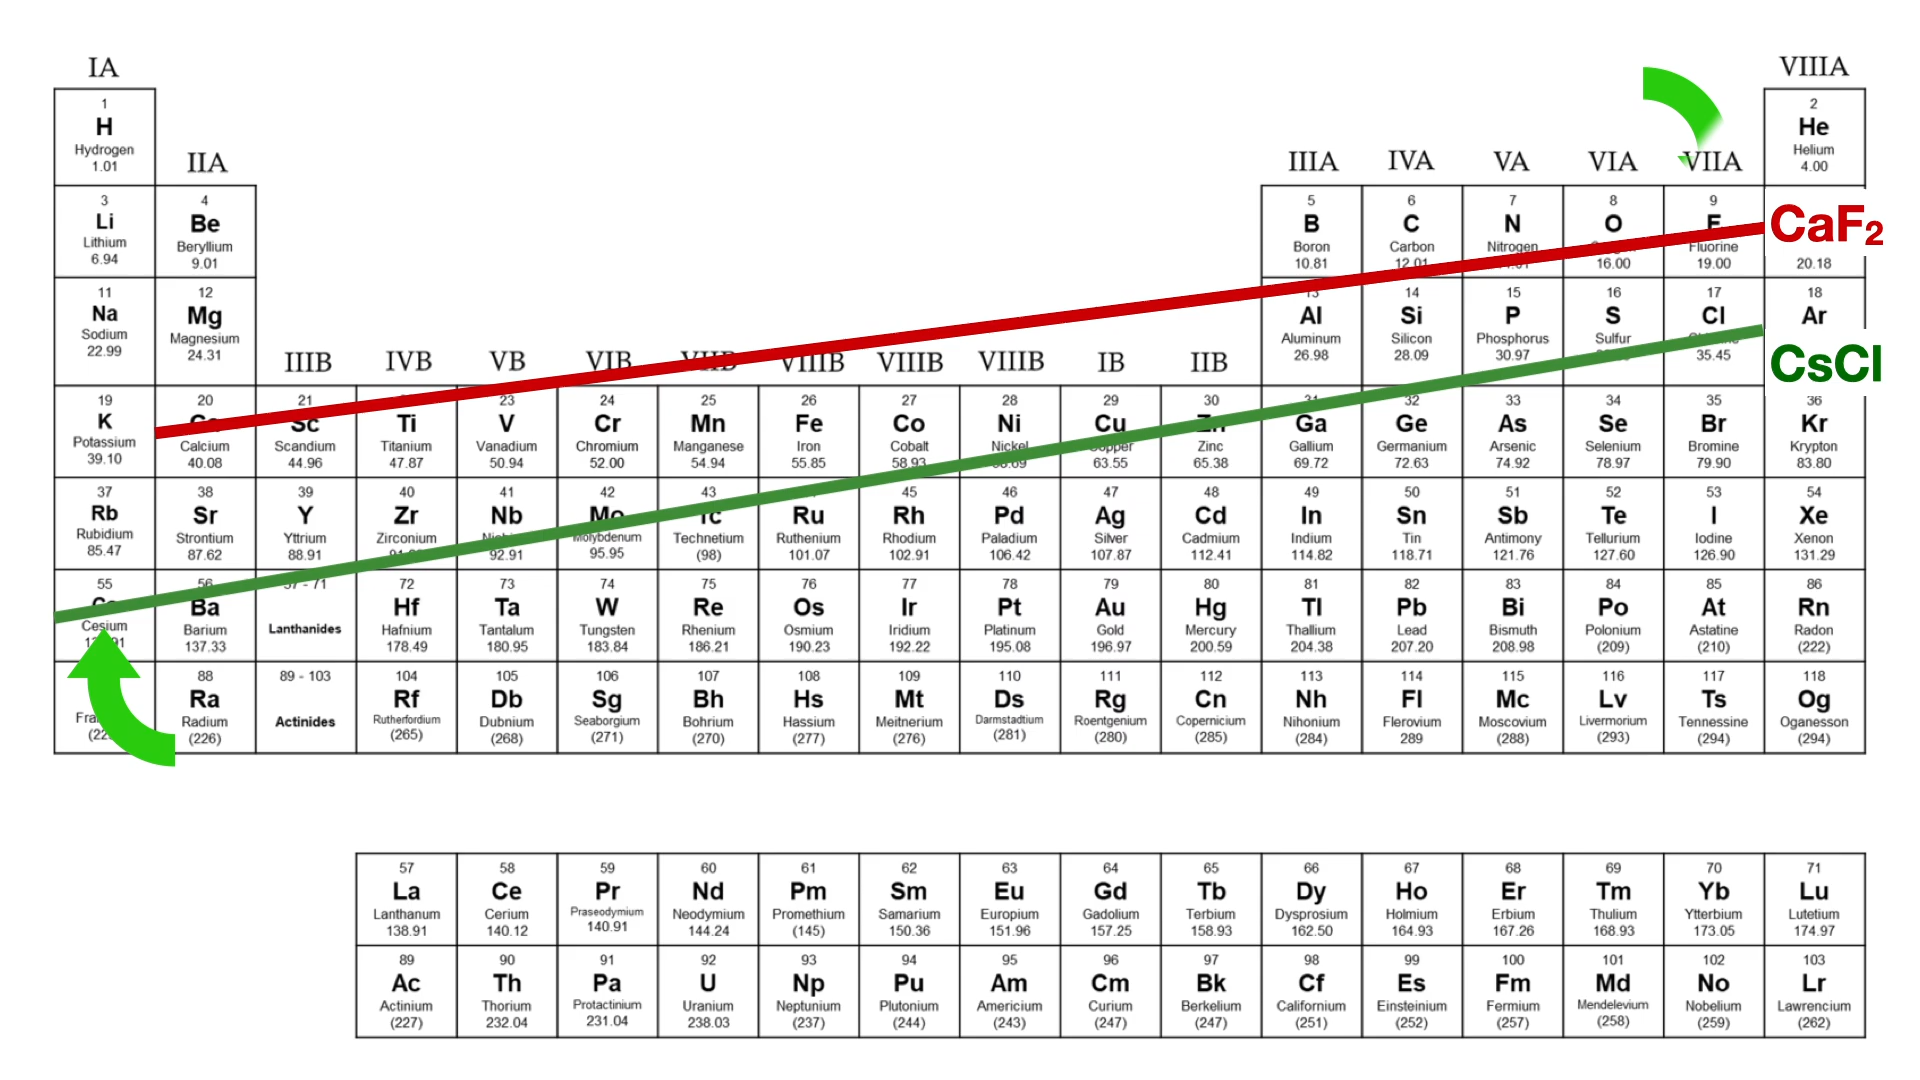 IA
VIIIA
1
H
Hydrogen
1.01
2
He
Helium
4.00
IIA
IIIA
IVA
VA
VIA
VIIA
3
Li
Lithium
6.94
4
Be
Beryllium
9.01
5
B
Boron
10.81
6
C
Carbon
12.01
7
N
Nitrogen
8
O
16.00
9
F
Fluorine
19.00
CaF₂
20.18
11
Na
Sodium
22.99
12
Mg
Magnesium
24.31
13
Al
Aluminum
26.98
14
Si
Silicon
28.09
15
P
Phosphorus
30.97
16
S
Sulfur
17
Cl
35.45
18
Ar
CsCl
IIIB
IVB
VB
VIB
VIIB
VIIIB
VIIIB
VIIIB
IB
IIB
19
K
Potassium
39.10
20
Ca
Calcium
40.08
21
Sc
Scandium
44.96
Ti
Titanium
47.87
23
V
Vanadium
50.94
24
Cr
Chromium
52.00
25
Mn
Manganese
54.94
26
Fe
Iron
55.85
27
Co
Cobalt
58.93
28
Ni
Nickel
29
Cu
Copper
63.55
30
Zn
Zinc
65.38
31
Ga
Gallium
69.72
32
Ge
Germanium
72.63
33
As
Arsenic
74.92
34
Se
Selenium
78.97
35
Br
Bromine
79.90
36
Kr
Krypton
83.80
37
Rb
Rubidium
85.47
38
Sr
Strontium
87.62
39
Y
Yttrium
88.91
40
Zr
Zirconium
41
Nb
92.91
42
Mo
Molybdenum
95.95
43
Tc
Technetium
(98)
Ru
Ruthenium
101.07
45
Rh
Rhodium
102.91
46
Pd
Paladium
106.42
47
Ag
Silver
107.87
48
Cd
Cadmium
112.41
49
In
Indium
114.82
50
Sn
Tin
118.71
51
Sb
Antimony
121.76
52
Te
Tellurium
127.60
53
I
Iodine
126.90
54
Xe
Xenon
131.29
55
Cs
Cesium
56
Ba
Barium
137.33
57 - 71
Lanthanides
72
Hf
Hafnium
178.49
73
Ta
Tantalum
180.95
74
W
Tungsten
183.84
75
Re
Rhenium
186.21
76
Os
Osmium
190.23
77
Ir
Iridium
192.22
78
Pt
Platinum
195.08
79
Au
Gold
196.97
80
Hg
Mercury
200.59
81
Tl
Thallium
204.38
82
Pb
Lead
207.20
83
Bi
Bismuth
208.98
84
Po
Polonium
(209)
85
At
Astatine
(210)
86
Rn
Radon
(222)
88
Ra
Radium
(226)
89 - 103
Actinides
104
Rf
Rutherfordium
(265)
105
Db
Dubnium
(268)
106
Sg
Seaborgium
(271)
107
Bh
Bohrium
(270)
108
Hs
Hassium
(277)
109
Mt
Meitnerium
(276)
110
Ds
Darmstadtium
(281)
111
Rg
Roentgenium
(280)
112
Cn
Copernicium
(285)
113
Nh
Nihonium
(284)
114
Fl
Flerovium
289
115
Mc
Moscovium
(288)
116
Lv
Livermorium
(293)
117
Ts
Tennessine
(294)
118
Og
Oganesson
(294)
57
La
Lanthanum
138.91
58
Ce
Cerium
140.12
59
Pr
Praseodymium
140.91
60
Nd
Neodymium
144.24
61
Pm
Promethium
(145)
62
Sm
Samarium
150.36
63
Eu
Europium
151.96
64
Gd
Gadolium
157.25
65
Tb
Terbium
158.93
66
Dy
Dysprosium
162.50
67
Ho
Holmium
164.93
68
Er
Erbium
167.26
69
Tm
Thulium
168.93
70
Yb
Ytterbium
173.05
71
Lu
Lutetium
174.97
89
Ac
Actinium
(227)
90
Th
Thorium
232.04
91
Pa
Protactinium
231.04
92
U
Uranium
238.03
93
Np
Neptunium
(237)
94
Pu
Plutonium
(244)
95
Am
Americium
(243)
96
Cm
Curium
(247)
97
Bk
Berkelium
(247)
98
Cf
Californium
(251)
99
Es
Einsteinium
(252)
100
Fm
Fermium
(257)
101
Md
Mendelevium
(258)
102
No
Nobelium
(259)
103
Lr
Lawrencium
(262)